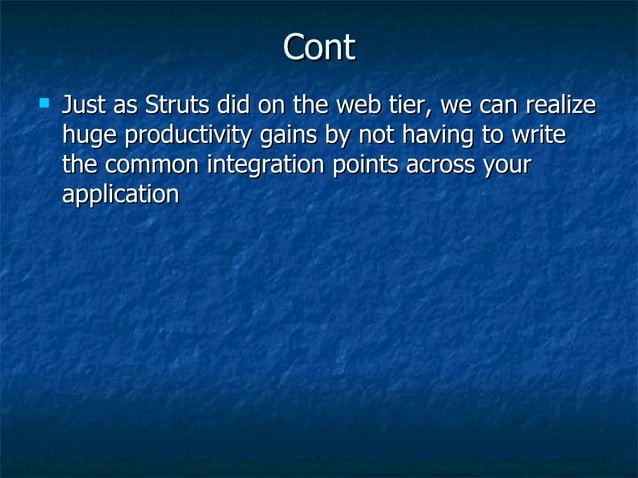 Cont
Just as Struts did on the web tier, we can realize
huge productivity gains by not having to write
the common integration points across your
application